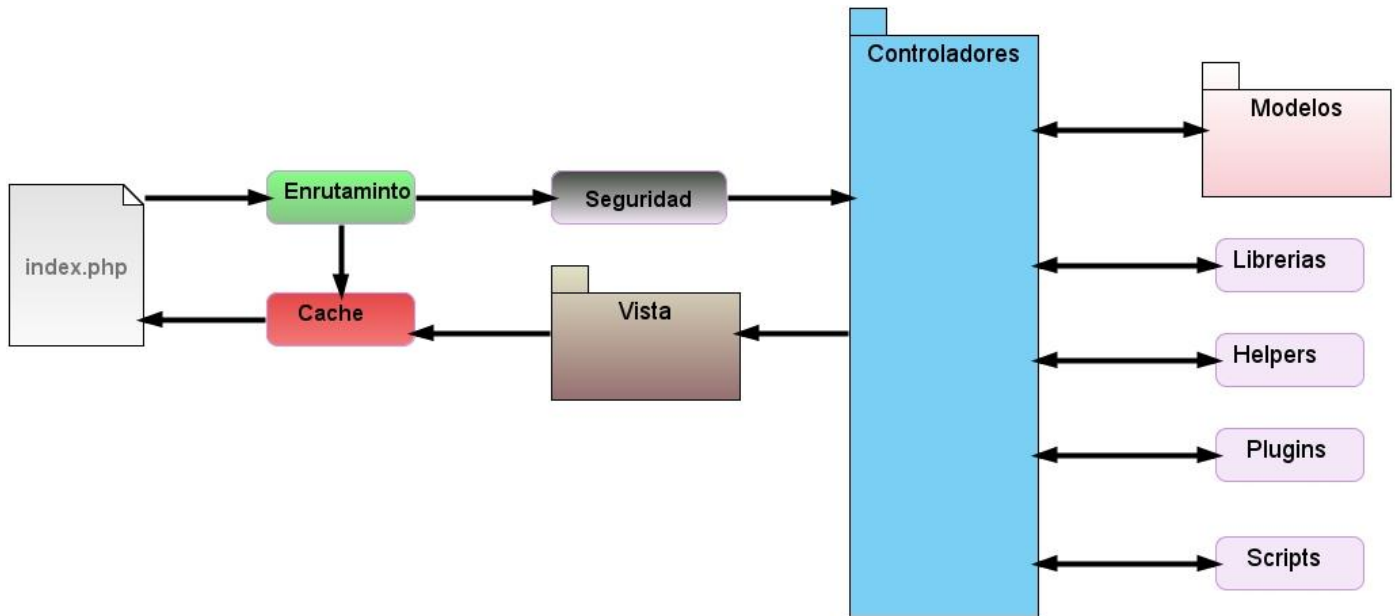 Controladores
Modelos
Enrutaminto
Seguridad
index.php
Librerias
Cache
Vista
Helpers
Plugins
Scripts